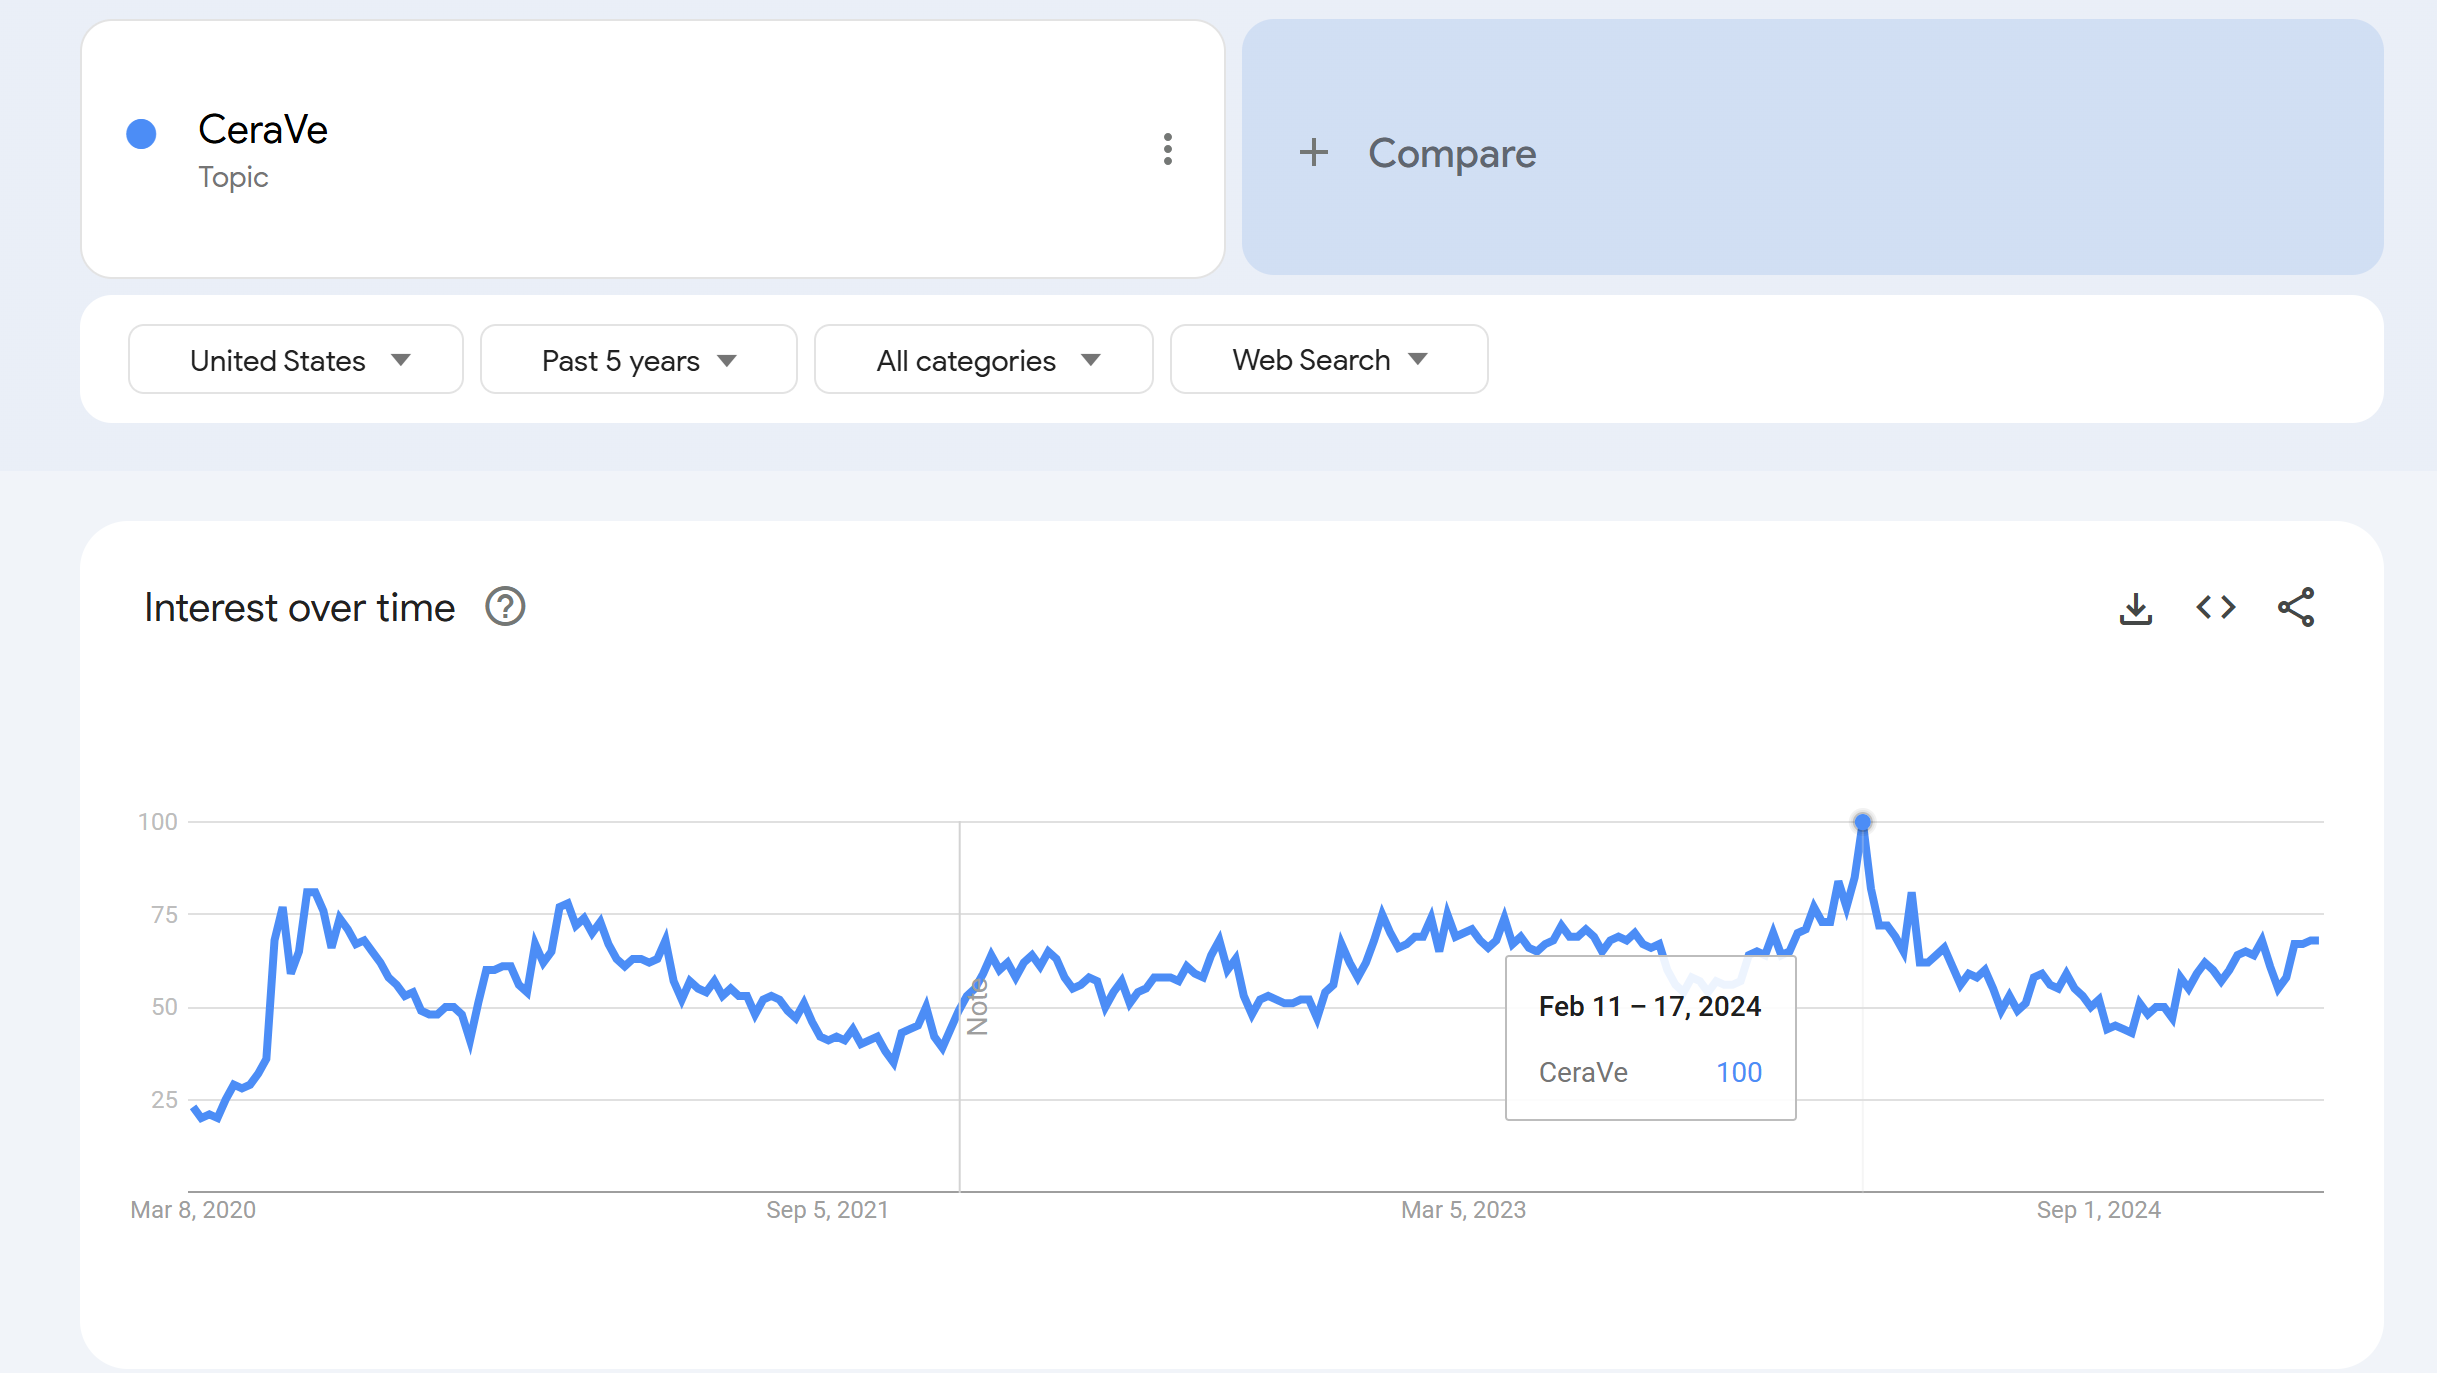 CeraVe
Topic
+ Compare
United States
Past 5 years
All categories
Web Search
Interest over time
100
75
50
25
Note
Feb 11 – 17, 2024
CeraVe 100
Mar 8, 2020
Sep 5, 2021
Mar 5, 2023
Sep 1, 2024